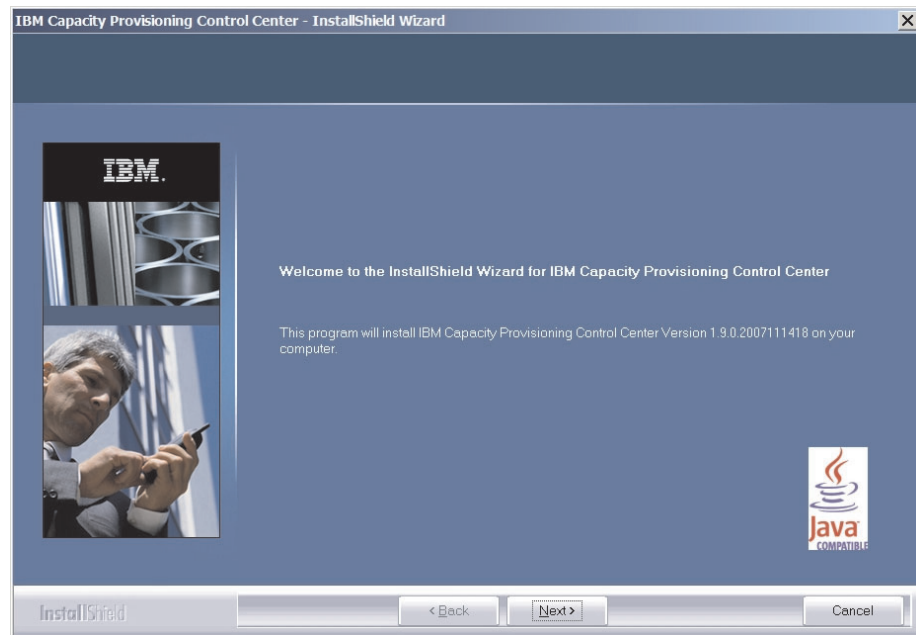 IBM Capacity Provisioning Control Center - InstallShield Wizard
IBM.
Welcome to the InstallShield Wizard for IBM Capacity Provisioning Control Center
This program will install IBM Capacity Provisioning Control Center Version 1.9.0.2007111418 on your
computer.
Java
COMPATIBLE
InstallShield
< Back
Next >
Cancel